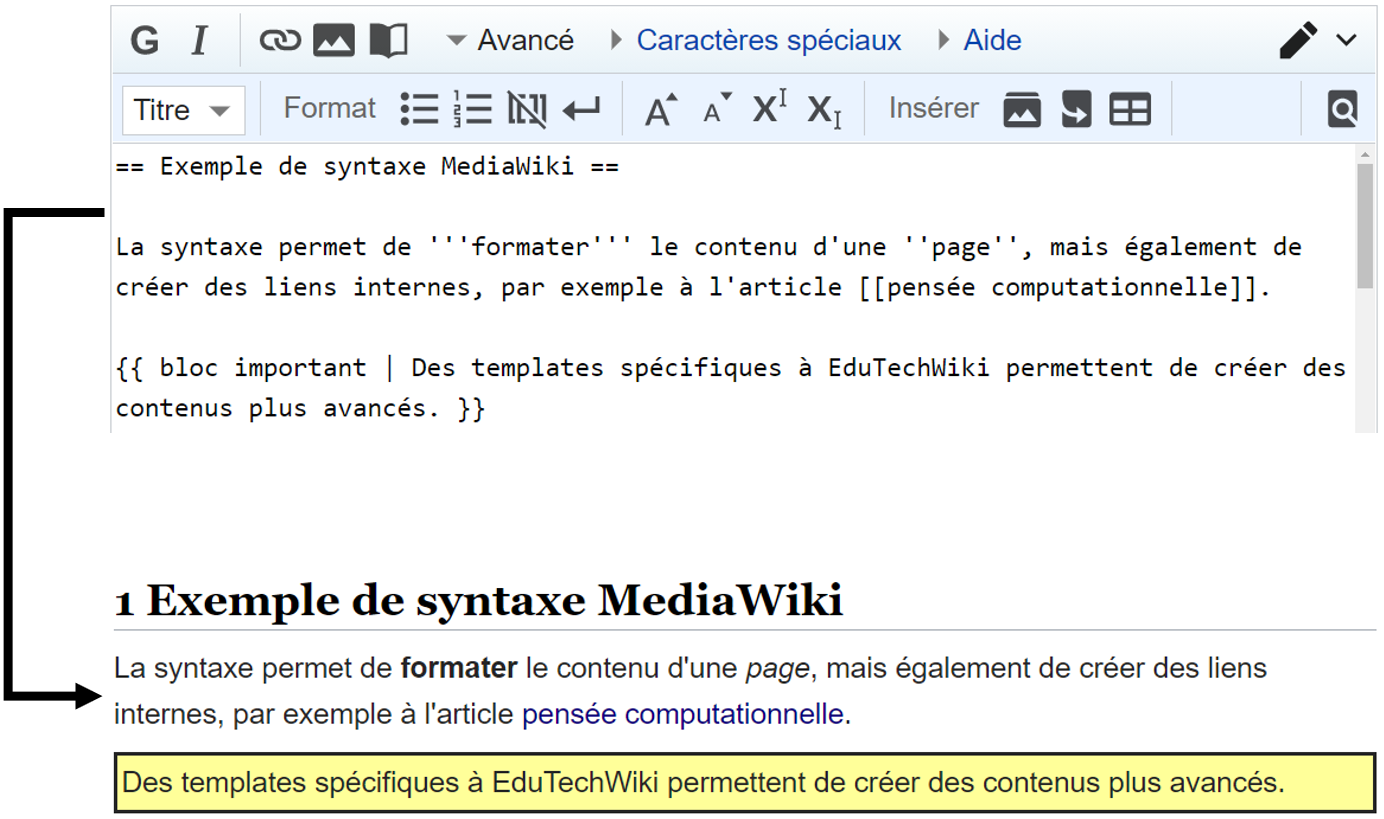 G I Avancé Caractères spéciaux Aide
Titre Format A A X X Insérer
== Exemple de syntaxe MediaWiki ==
La syntaxe permet de '''formater''' le contenu d'une ''page'', mais également de
créer des liens internes, par exemple à l'article [[pensée computationnelle]].
{{ bloc important | Des templates spécifiques à EduTechWiki permettent de créer des
contenus plus avancés. }}
1 Exemple de syntaxe MediaWiki
La syntaxe permet de formater le contenu d'une page, mais également de créer des liens
internes, par exemple à l'article pensée computationnelle.
Des templates spécifiques à EduTechWiki permettent de créer des contenus plus avancés.